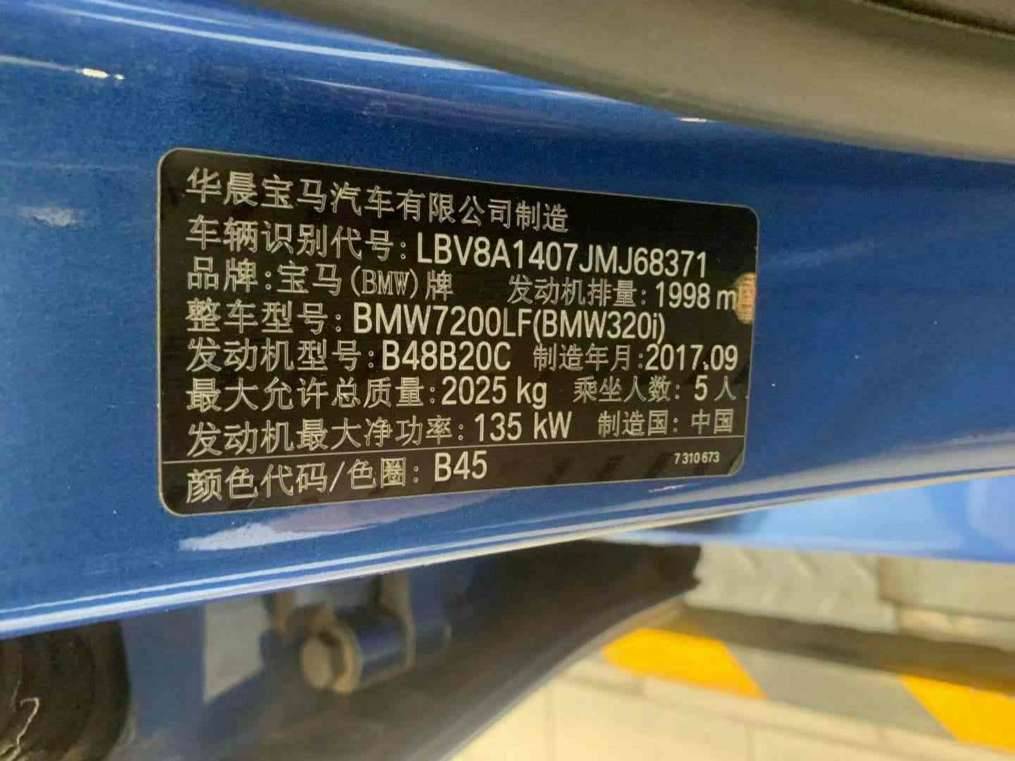 华晨宝马汽车有限公司制造
车辆识别代号: LBV8A1407JMJ68371
品牌: 宝马(BMW)牌 发动机排量: 1998 m
整车型号: BMW7200LF(BMW320i)
发动机型号: B48B20C 制造年月: 2017.09
最大允许总质量: 2025 kg 乘坐人数: 5 人
发动机最大净功率: 135 kW 制造国: 中国
颜色代码/色圈: B45 7 310 673